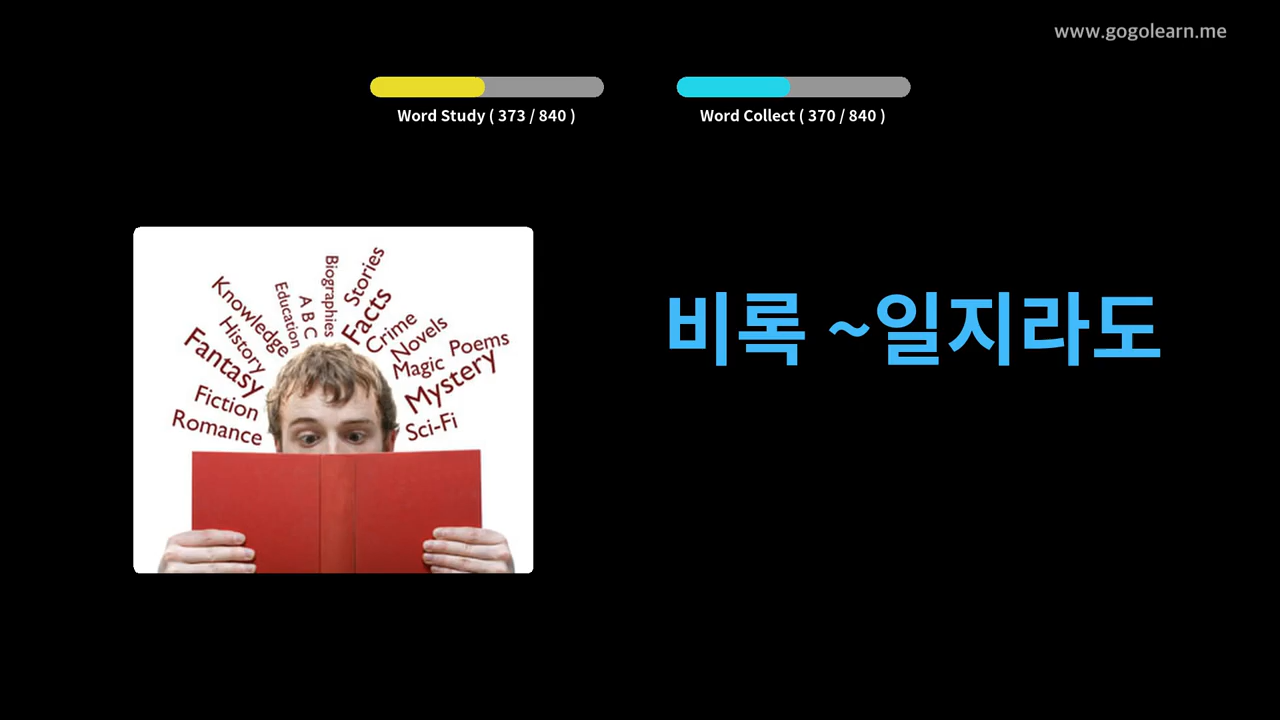 www.gogolearn.me
Word Study ( 373 / 840 )
Word Collect ( 370 / 840 )
Knowledge
Education
A B C
Biographies
Stories
Facts
Crime
Novels
Poems
History
Magic
Fantasy
Mystery
Fiction
Sci-Fi
Romance
비록 ~일지라도